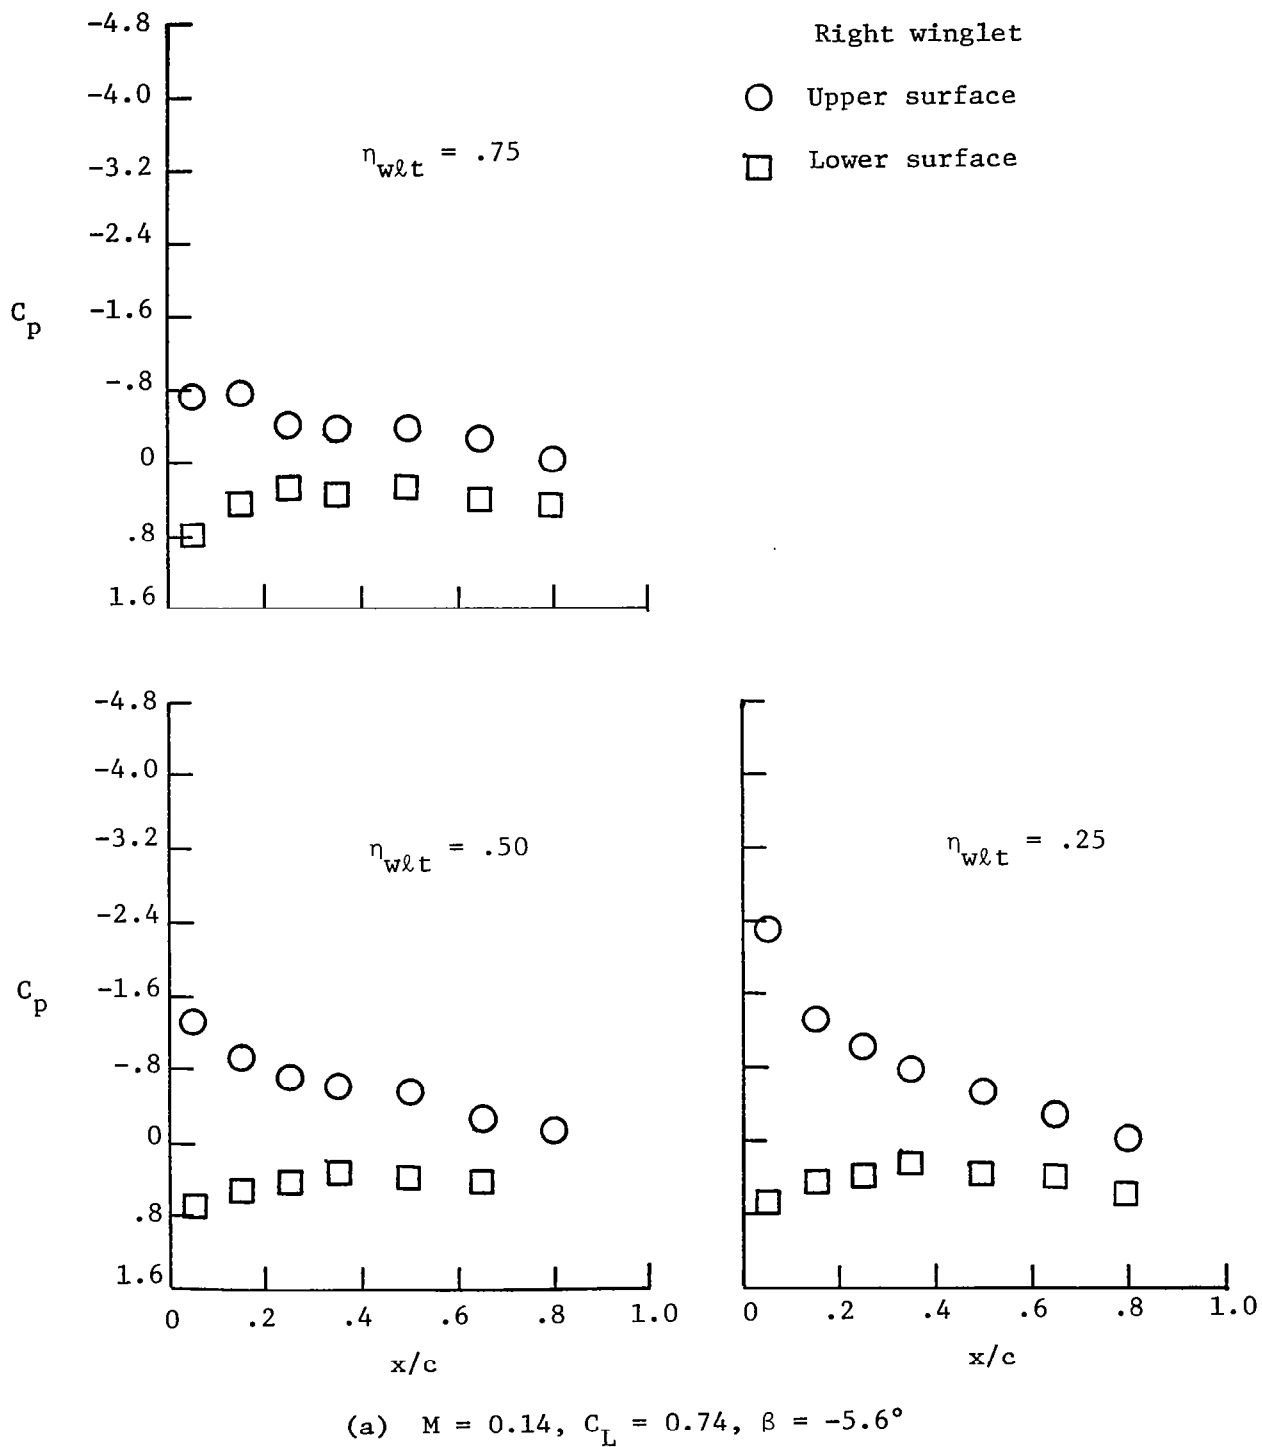 Right winglet
Upper surface
Lower surface
-4.8
-4.0
-3.2
-2.4
-1.6
-.8
0
.8
1.6
C_p
η_wℓt = .75
-4.8
-4.0
-3.2
-2.4
-1.6
-.8
0
.8
1.6
C_p
η_wℓt = .50
0 .2 .4 .6 .8 1.0
x/c
η_wℓt = .25
0 .2 .4 .6 .8 1.0
x/c
(a) M = 0.14, C_L = 0.74, β = -5.6°